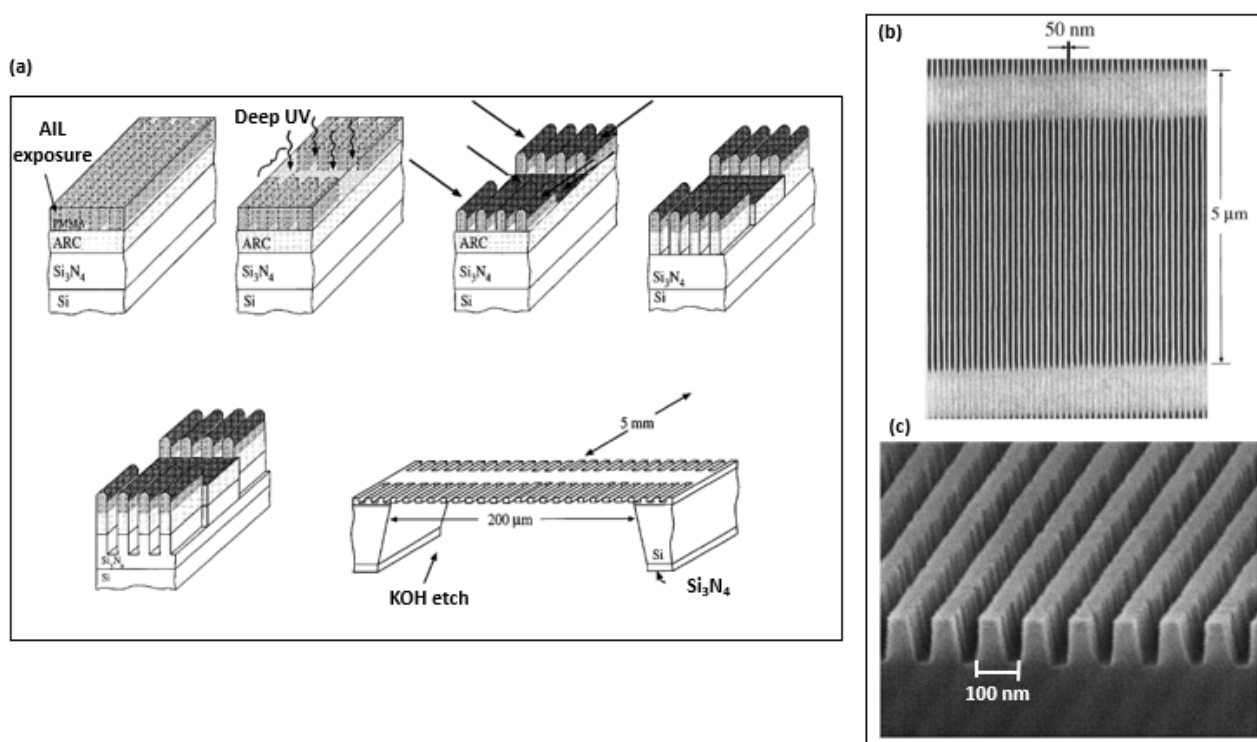 (a)
AIL
exposure
PMMA
ARC
Si₃N₄
Si
Deep UV
ARC
Si₃N₄
Si
ARC
Si₃N₄
Si
Si₃N₄
Si
Si₃N₄
Si
5 mm
200 µm
Si
KOH etch
Si₃N₄
(b)
50 nm
5 µm
(c)
100 nm